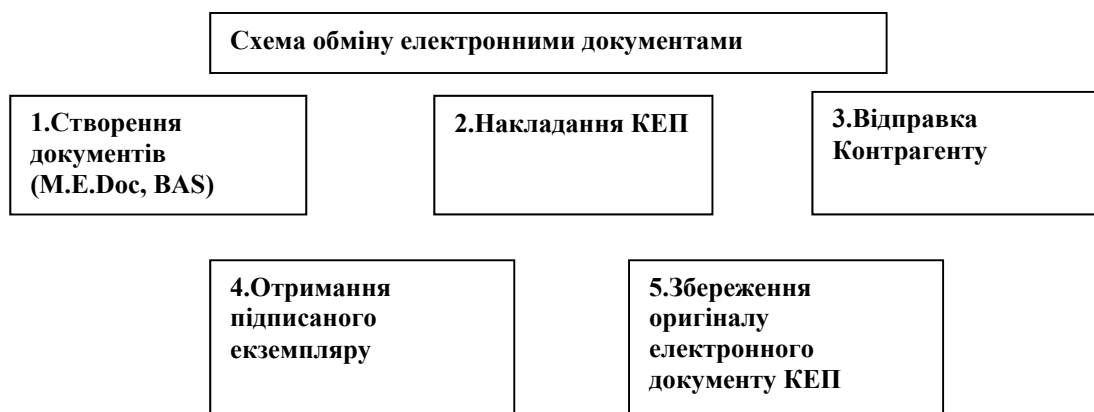 Схема обміну електронними документами
1.Створення
документів
(M.E.Doc, BAS)
2.Накладання КЕП
3.Відправка
Контрагенту
4.Отримання
підписаного
екземпляру
5.Збереження
оригіналу
електронного
документу КЕП